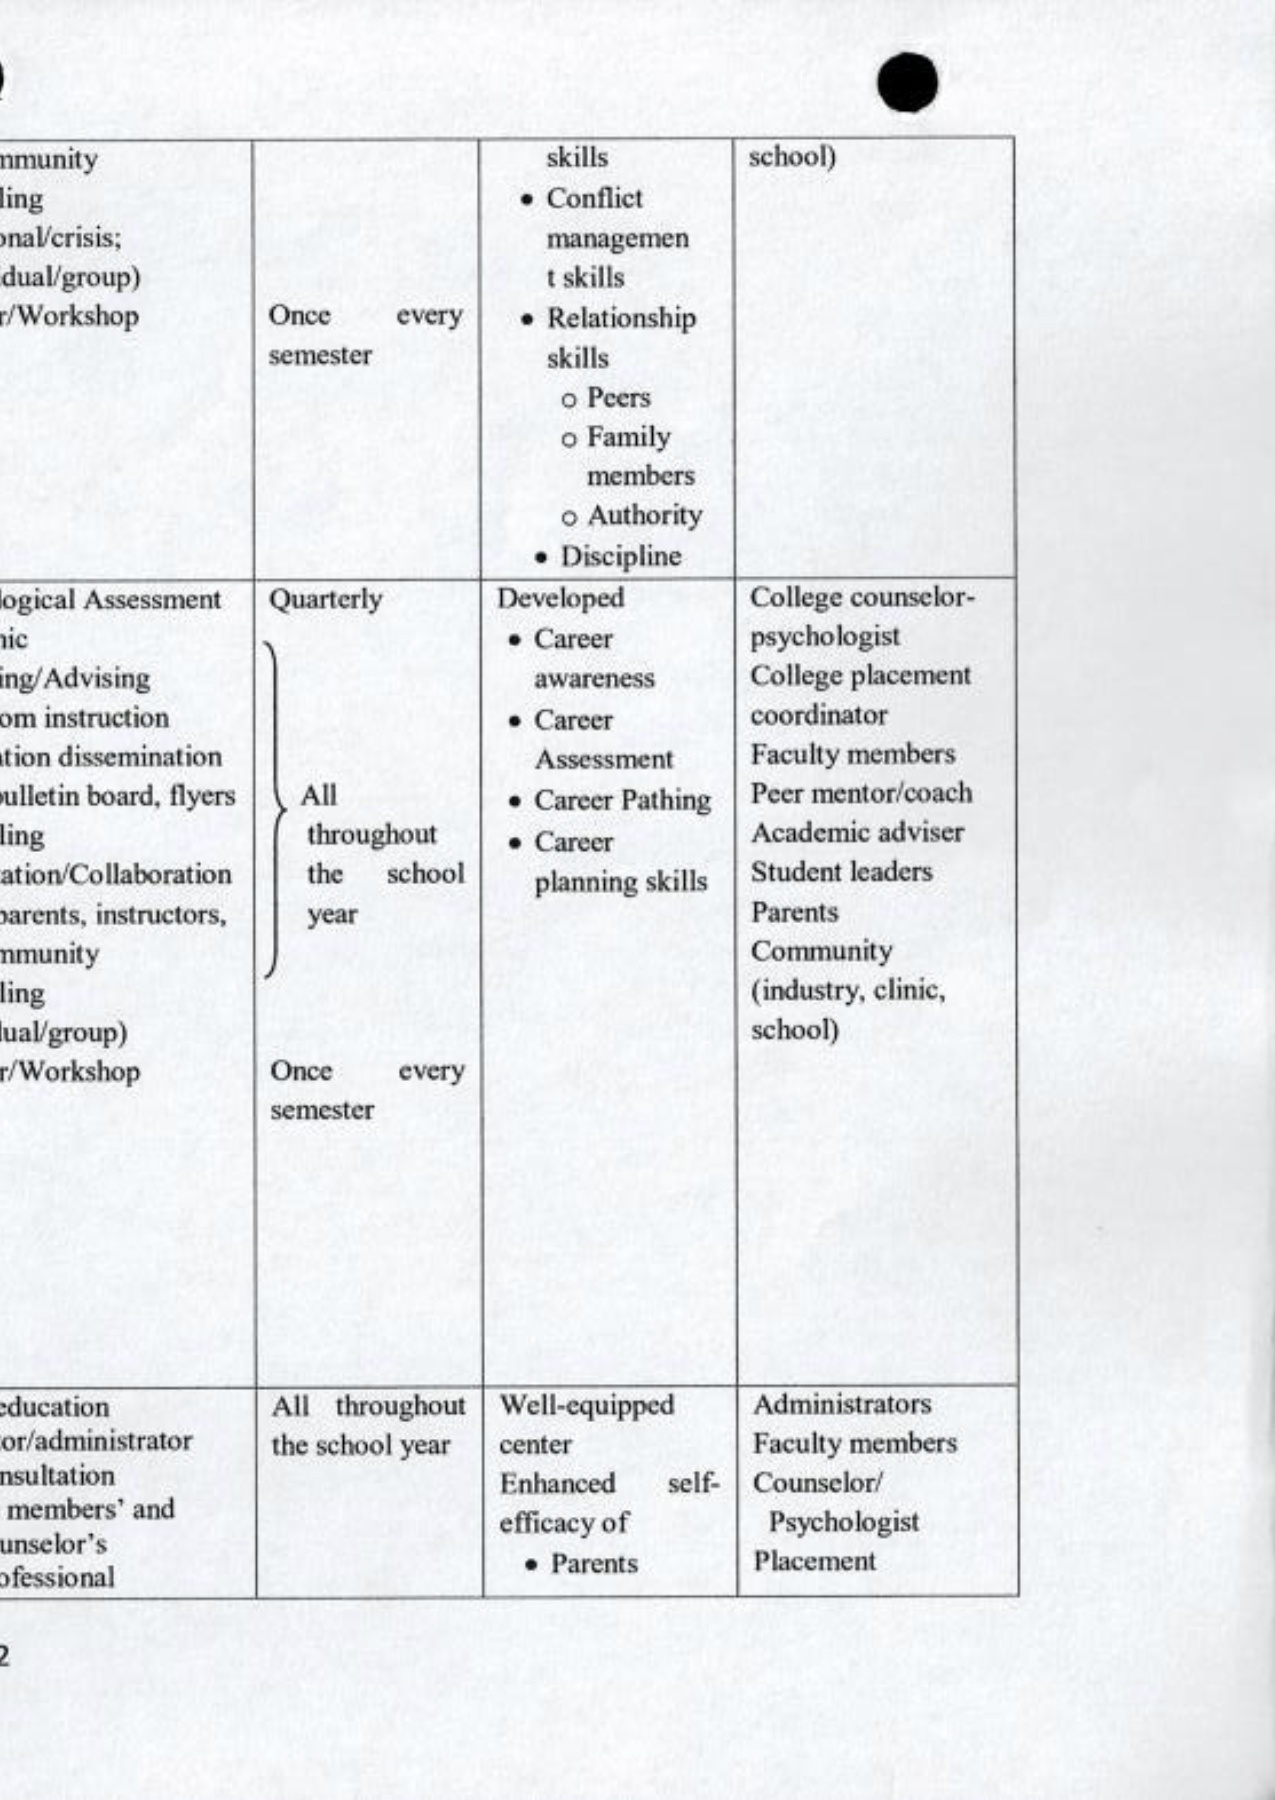 mmunity
ling
onal/crisis;
idual/group)
r/Workshop
Once every
semester
skills
• Conflict
managemen
t skills
• Relationship
skills
o Peers
o Family
members
o Authority
• Discipline
school)
logical Assessment
nic
ing/Advising
om instruction
ation dissemination
bulletin board, flyers
ling
ation/Collaboration
parents, instructors,
mmunity
ling
lual/group)
r/Workshop
Quarterly
All
throughout
the school
year
Once every
semester
Developed
• Career
awareness
• Career
Assessment
• Career Pathing
• Career
planning skills
College counselor-
psychologist
College placement
coordinator
Faculty members
Peer mentor/coach
Academic adviser
Student leaders
Parents
Community
(industry, clinic,
school)
education
tor/administrator
nsultation
members' and
unselor's
ofessional
All throughout
the school year
Well-equipped
center
Enhanced self-
efficacy of
• Parents
Administrators
Faculty members
Counselor/
Psychologist
Placement
2